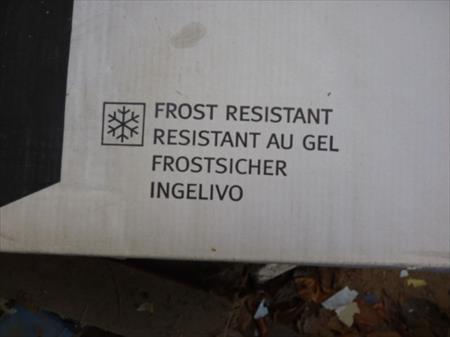 FROST RESISTANT
RESISTANT AU GEL
FROSTSICHER
INGELIVO